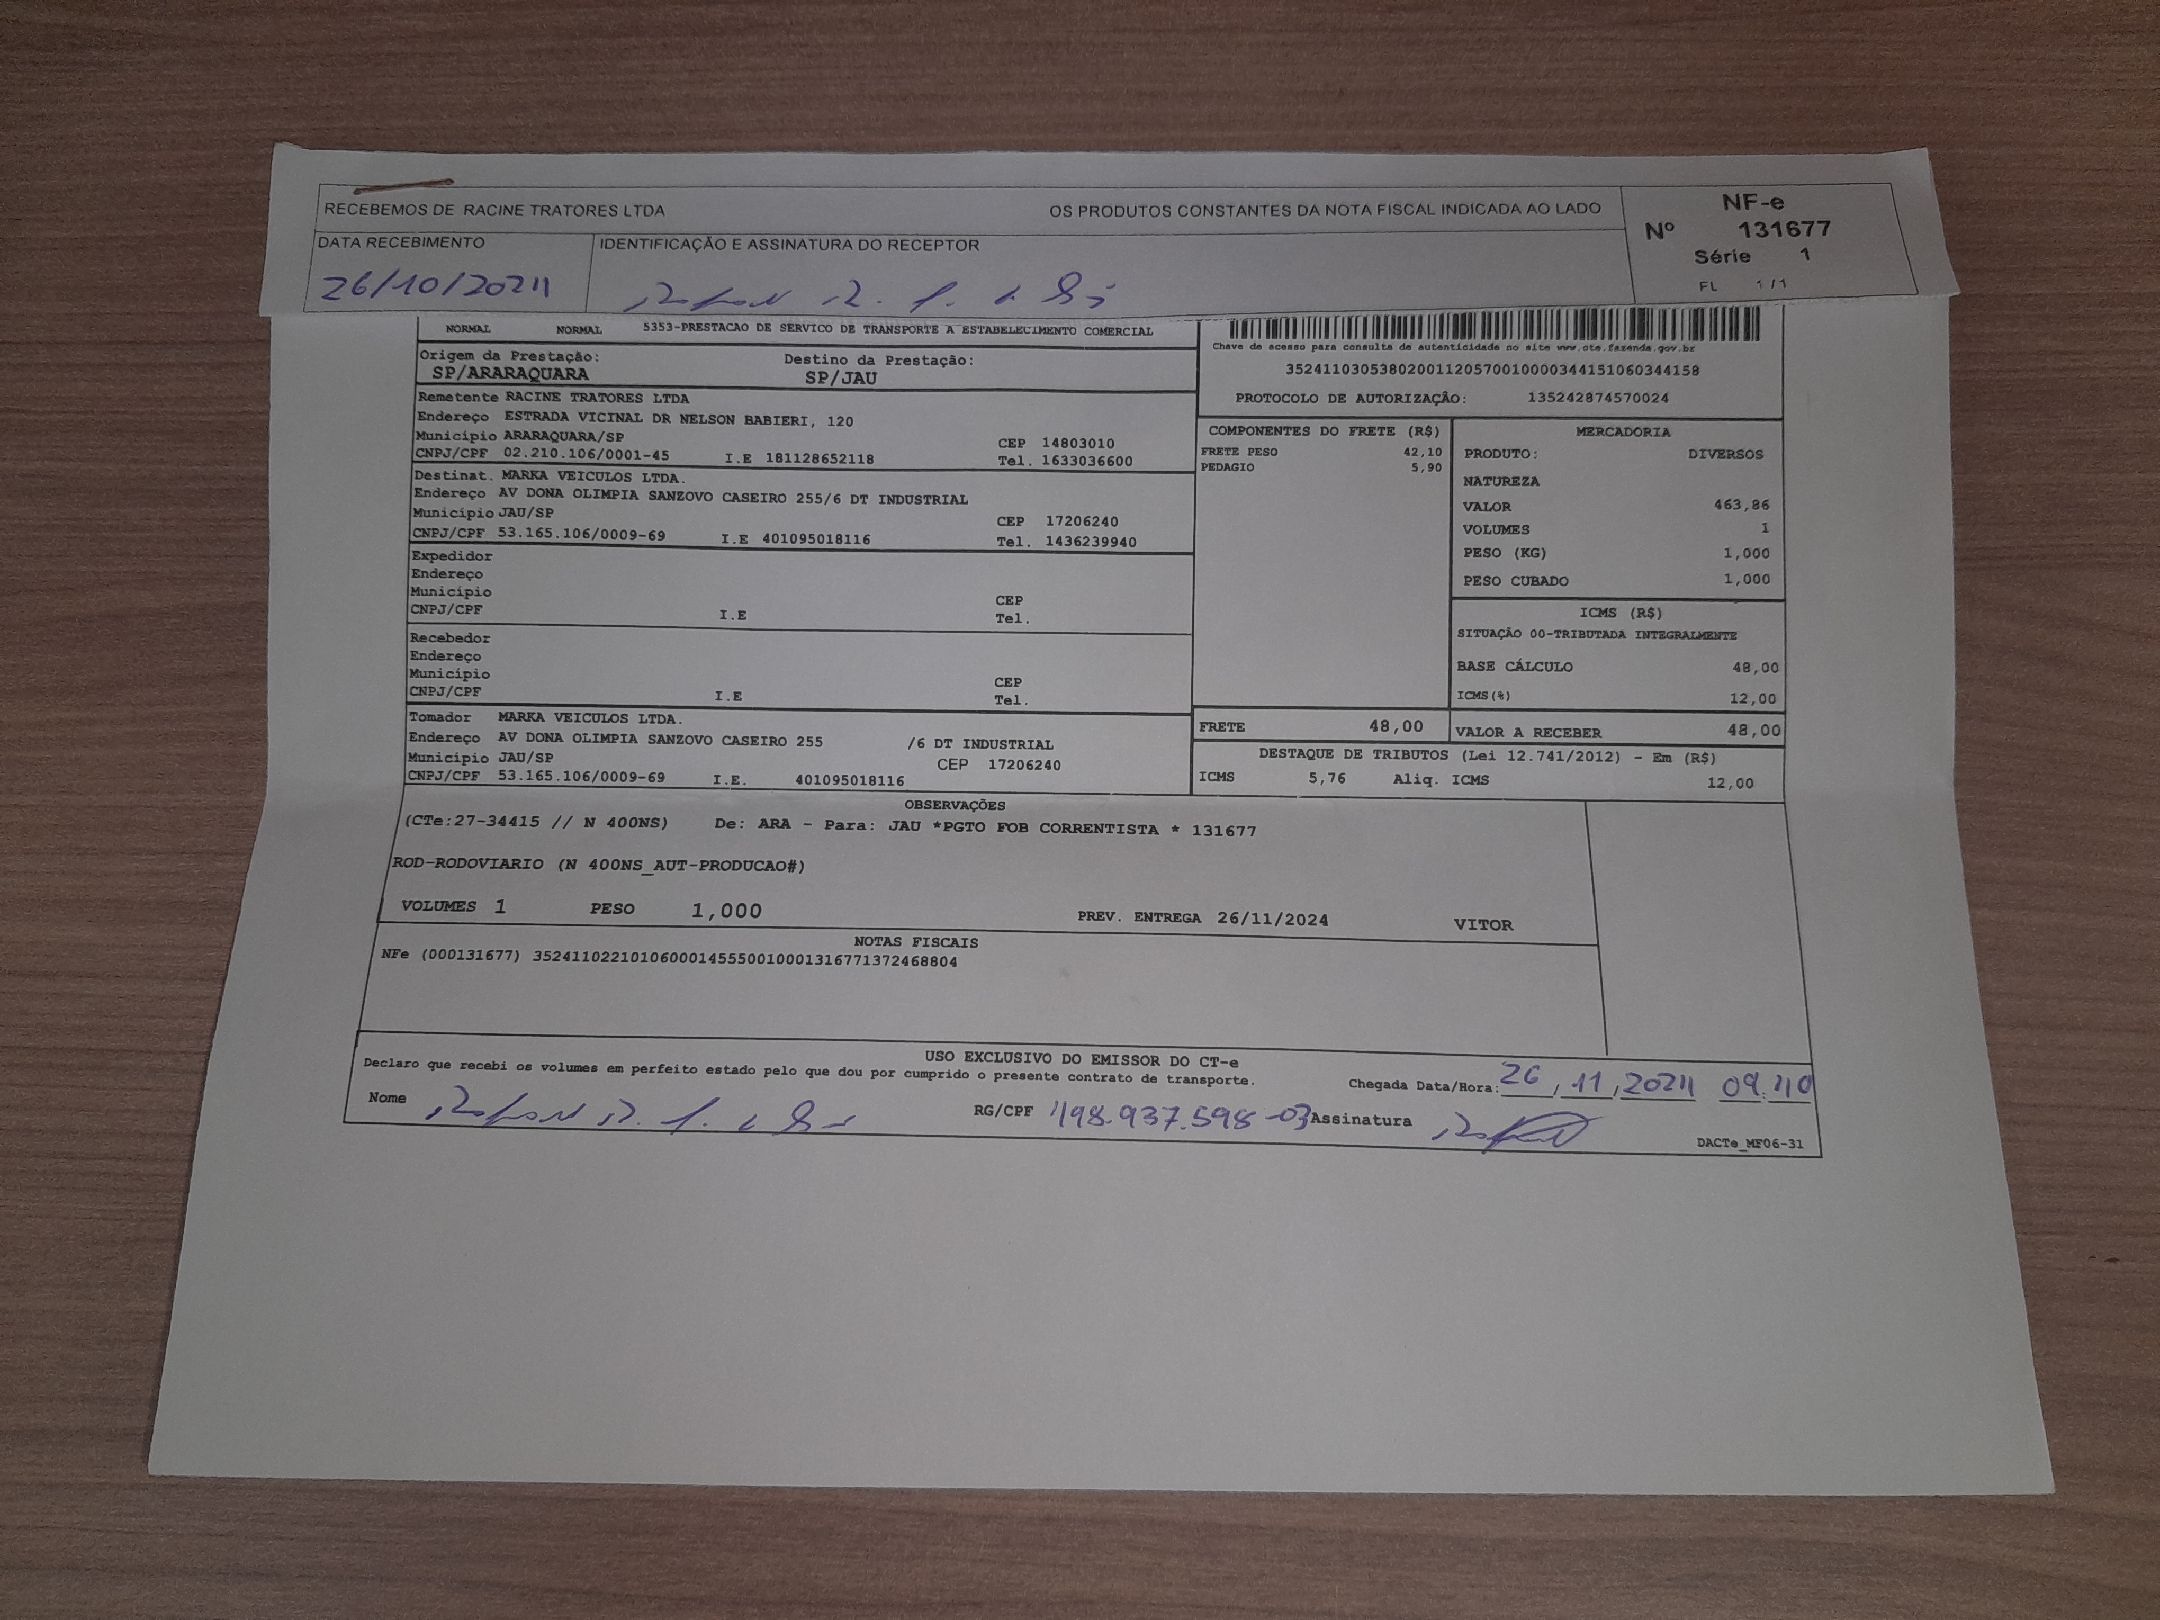 RECEBEMOS DE RACINE TRATORES LTDA OS PRODUTOS CONSTANTES DA NOTA FISCAL INDICADA AO LADO
NF-e
Nº 131677
Série 1
FL 1/1
DATA RECEBIMENTO IDENTIFICAÇÃO E ASSINATURA DO RECEPTOR
26/10/2024
NORMAL NORMAL 5353-PRESTACAO DE SERVICO DE TRANSPORTE A ESTABELECIMENTO COMERCIAL
Origem da Prestação: Destino da Prestação:
SP/ARARAQUARA SP/JAU
Chave de acesso para consulta de autenticidade no site www.cte.fazenda.gov.br
35241103053802001120570010000344151060344158
PROTOCOLO DE AUTORIZAÇÃO: 135242874570024
Remetente RACINE TRATORES LTDA
Endereço ESTRADA VICINAL DR NELSON BABIERI, 120
Município ARARAQUARA/SP CEP 14803010
CNPJ/CPF 02.210.106/0001-45 I.E 181128652118 Tel. 1633036600
Destinat. MARKA VEICULOS LTDA.
Endereço AV DONA OLIMPIA SANZOVO CASEIRO 255/6 DT INDUSTRIAL
Município JAU/SP CEP 17206240
CNPJ/CPF 53.165.106/0009-69 I.E 401095018116 Tel. 1436239940
Expedidor
Endereço
Município CEP
CNPJ/CPF I.E Tel.
Recebedor
Endereço
Município CEP
CNPJ/CPF I.E Tel.
Tomador MARKA VEICULOS LTDA.
Endereço AV DONA OLIMPIA SANZOVO CASEIRO 255 /6 DT INDUSTRIAL
Município JAU/SP CEP 17206240
CNPJ/CPF 53.165.106/0009-69 I.E. 401095018116
COMPONENTES DO FRETE (R$)
FRETE PESO 42,10
PEDAGIO 5,90
MERCADORIA
PRODUTO: DIVERSOS
NATUREZA
VALOR 463,86
VOLUMES 1
PESO (KG) 1,000
PESO CUBADO 1,000
ICMS (R$)
SITUAÇÃO 00-TRIBUTADA INTEGRALMENTE
BASE CÁLCULO 48,00
ICMS(%) 12,00
FRETE 48,00 VALOR A RECEBER 48,00
DESTAQUE DE TRIBUTOS (Lei 12.741/2012) - Em (R$)
ICMS 5,76 Aliq. ICMS 12,00
OBSERVAÇÕES
(CTe:27-34415 // N 400NS) De: ARA - Para: JAU *PGTO FOB CORRENTISTA * 131677
ROD-RODOVIARIO (N 400NS_AUT-PRODUCAO#)
VOLUMES 1 PESO 1,000 PREV. ENTREGA 26/11/2024 VITOR
NOTAS FISCAIS
NFe (000131677) 35241102210106000145550010001316771372468804
USO EXCLUSIVO DO EMISSOR DO CT-e
Declaro que recebi os volumes em perfeito estado pelo que dou por cumprido o presente contrato de transporte.
Chegada Data/Hora: 26, 11, 2024 09:40
Nome RG/CPF 498.937.598-03 Assinatura
DACTe_MF06-31